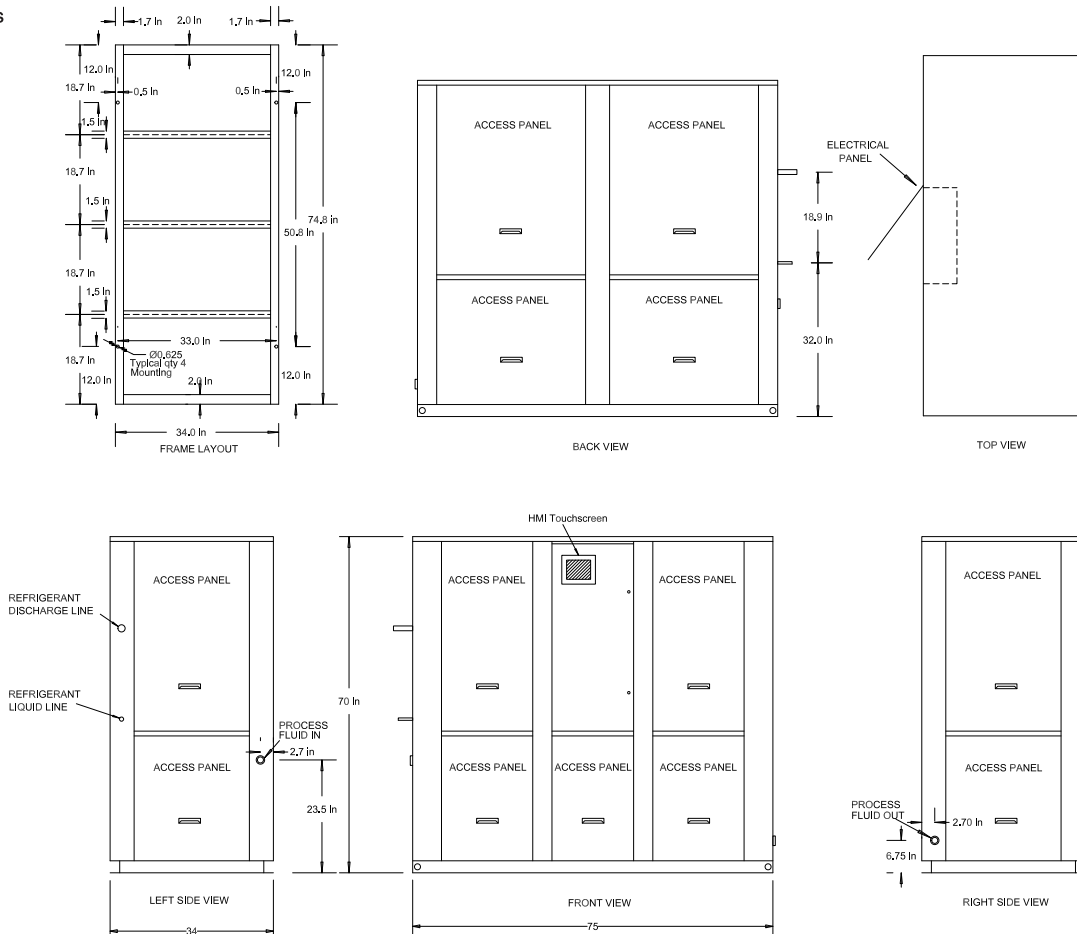 s
1.7 In 2.0 In 1.7 In
12.0 In 12.0 In
18.7 In
0.5 In 0.5 In
1.5 In
18.7 In
1.5 In
74.8 in
50.8 In
18.7 In
1.5 In
33.0 In
Ø0.625
Typical qty 4
Mounting
18.7 In
12.0 In 2.0 In 12.0 In
34.0 In
FRAME LAYOUT
ACCESS PANEL ACCESS PANEL
ACCESS PANEL ACCESS PANEL
18.9 In
32.0 In
BACK VIEW
ELECTRICAL
PANEL
TOP VIEW
ACCESS PANEL
REFRIGERANT
DISCHARGE LINE
REFRIGERANT
LIQUID LINE
PROCESS
FLUID IN
2.7 in
ACCESS PANEL
23.5 In
LEFT SIDE VIEW
34
HMI Touchscreen
ACCESS PANEL ACCESS PANEL
70 In
ACCESS PANEL ACCESS PANEL ACCESS PANEL
FRONT VIEW
75
ACCESS PANEL
ACCESS PANEL
PROCESS
FLUID OUT
2.70 In
6.75 In
RIGHT SIDE VIEW